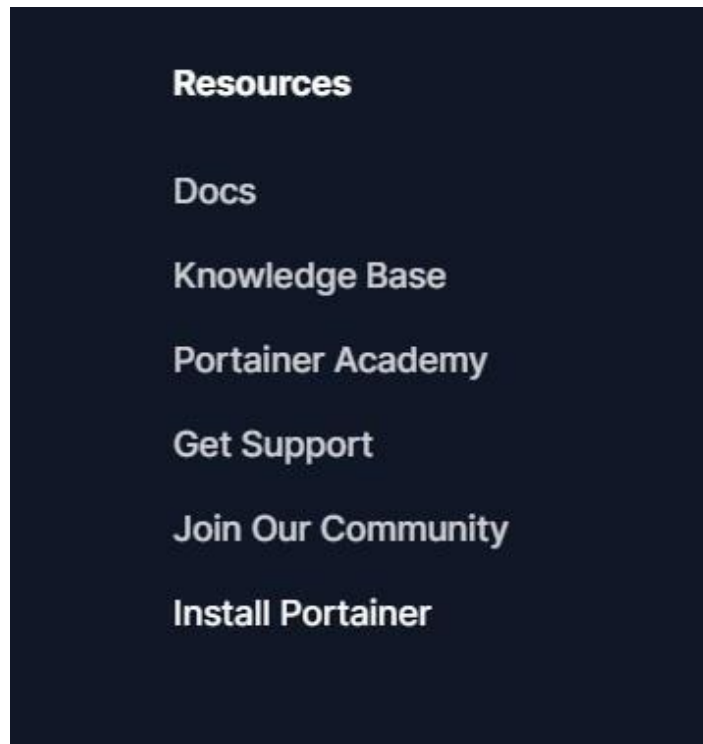 Resources
Docs
Knowledge Base
Portainer Academy
Get Support
Join Our Community
Install Portainer